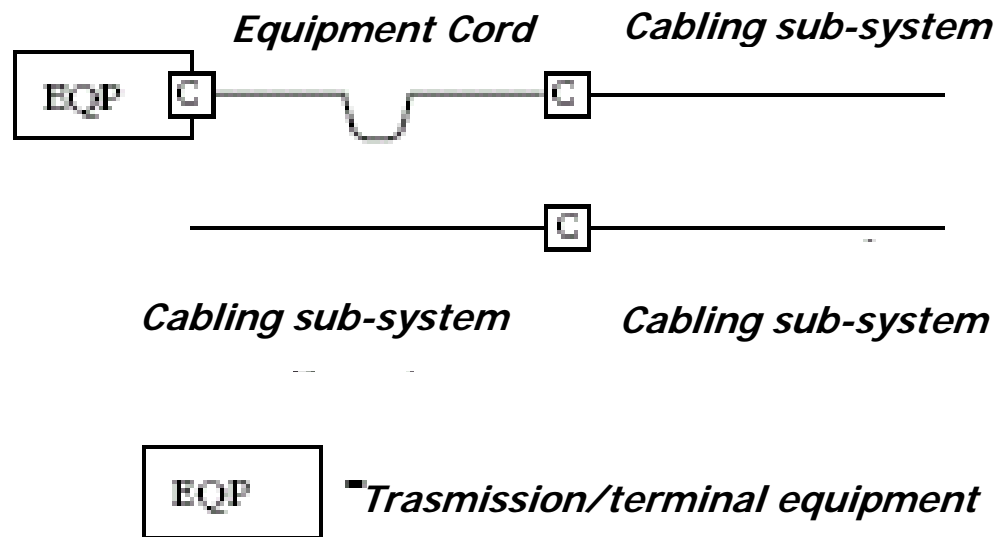 Equipment Cord Cabling sub-system
EQP C C
C
Cabling sub-system Cabling sub-system
EQP Trasmission/terminal equipment